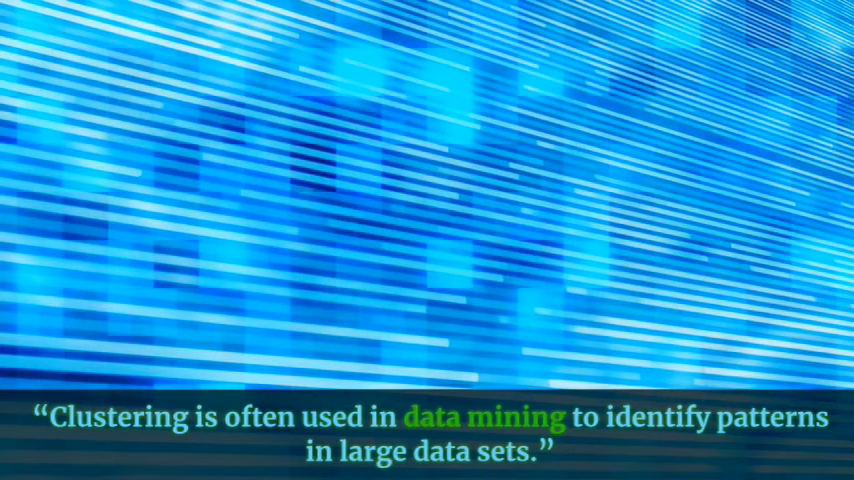 “Clustering is often used in data mining to identify patterns
in large data sets.”